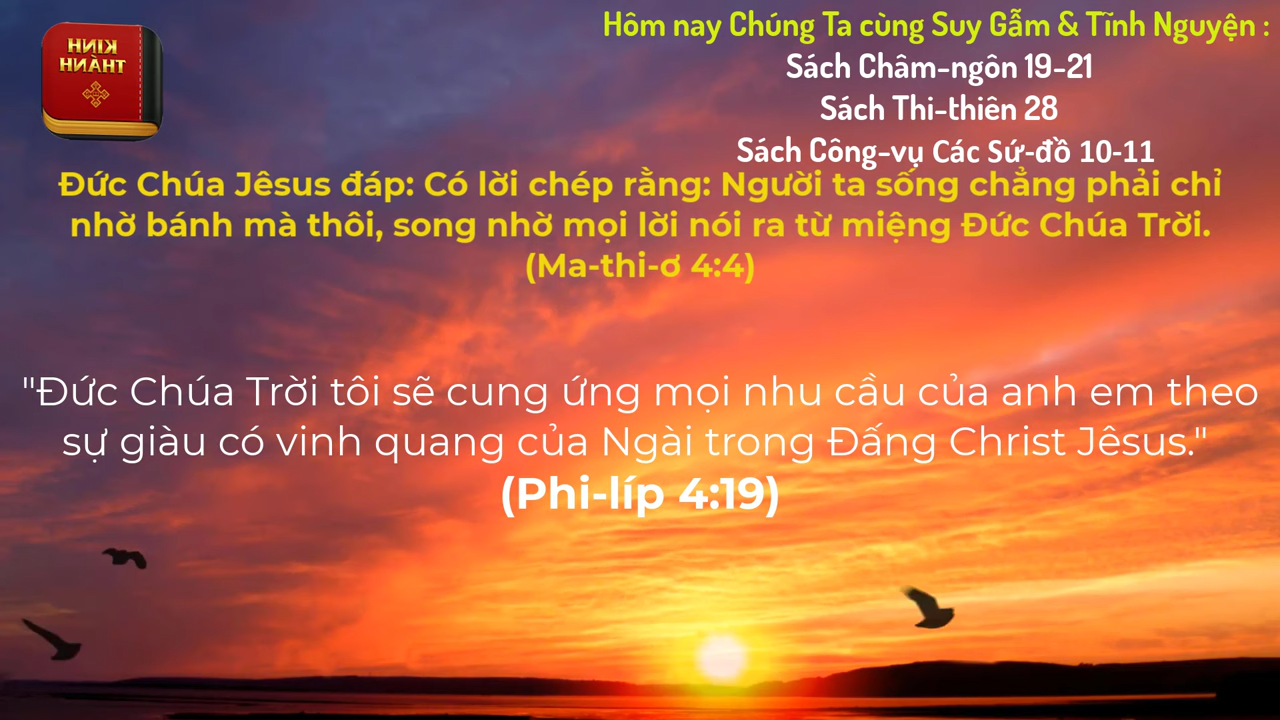 KINH
THÀNH
Hôm nay Chúng Ta cùng Suy Gẫm & Tĩnh Nguyện :
Sách Châm-ngôn 19-21
Sách Thi-thiên 28
Sách Công-vụ Các Sứ-đồ 10-11
Đức Chúa Jêsus đáp: Có lời chép rằng: Người ta sống chẳng phải chỉ
nhờ bánh mà thôi, song nhờ mọi lời nói ra từ miệng Đức Chúa Trời.
(Ma-thi-ơ 4:4)
"Đức Chúa Trời tôi sẽ cung ứng mọi nhu cầu của anh em theo
sự giàu có vinh quang của Ngài trong Đấng Christ Jêsus."
(Phi-líp 4:19)